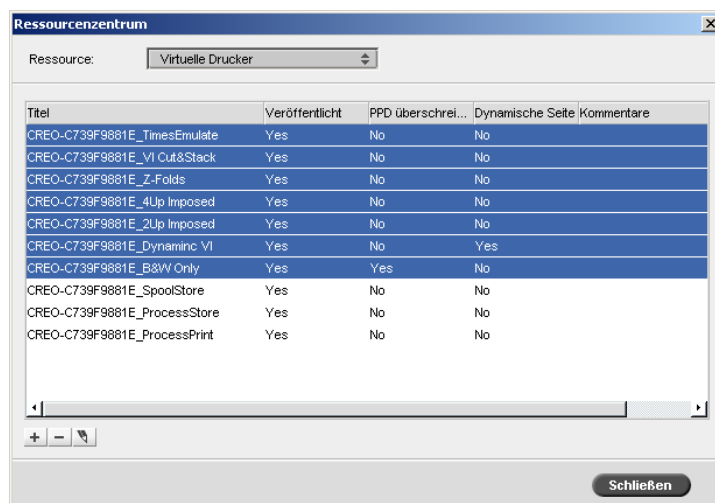 Ressourcenzentrum
Ressource: Virtuelle Drucker
Titel Veröffentlicht PPD überschrei... Dynamische Seite Kommentare
CREO-C739F9881E_TimesEmulate Yes No No
CREO-C739F9881E_VI Cut&Stack Yes No No
CREO-C739F9881E_Z-Folds Yes No No
CREO-C739F9881E_4Up Imposed Yes No No
CREO-C739F9881E_2Up Imposed Yes No No
CREO-C739F9881E_Dynaminc VI Yes No Yes
CREO-C739F9881E_B&W Only Yes Yes No
CREO-C739F9881E_SpoolStore Yes No No
CREO-C739F9881E_ProcessStore Yes No No
CREO-C739F9881E_ProcessPrint Yes No No
Schließen